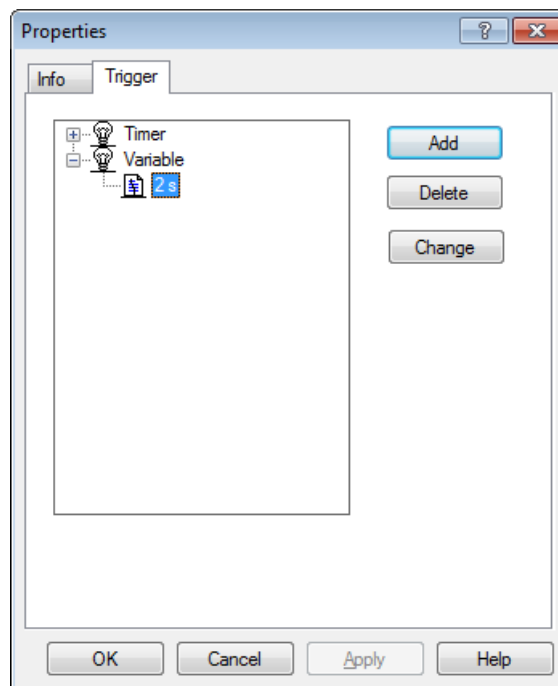 Properties
Info
Trigger
Timer
Variable
2 s
Add
Delete
Change
OK
Cancel
Apply
Help